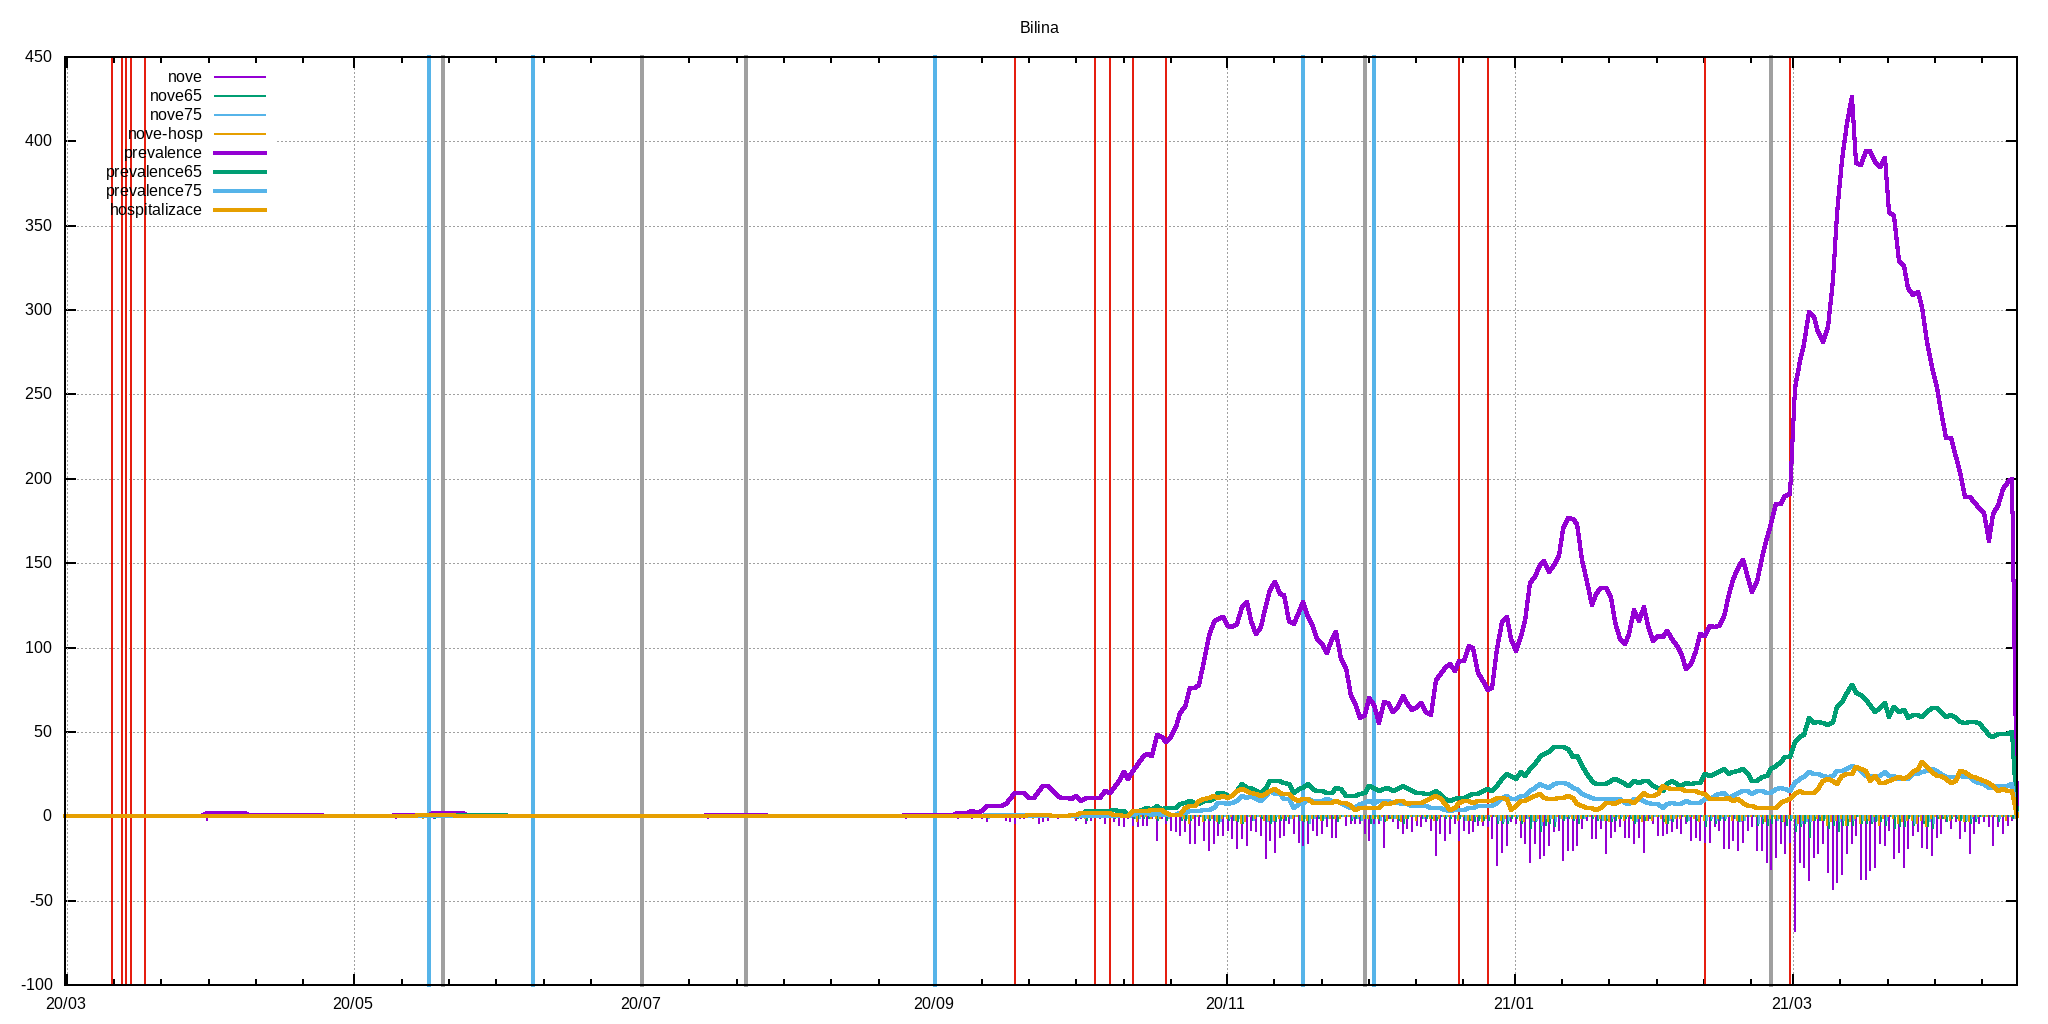 Bilina
450
400
350
300
250
200
150
100
50
0
-50
-100
nove
nove65
nove75
nove-hosp
prevalence
prevalence65
prevalence75
hospitalizace
20/03 20/05 20/07 20/09 20/11 21/01 21/03